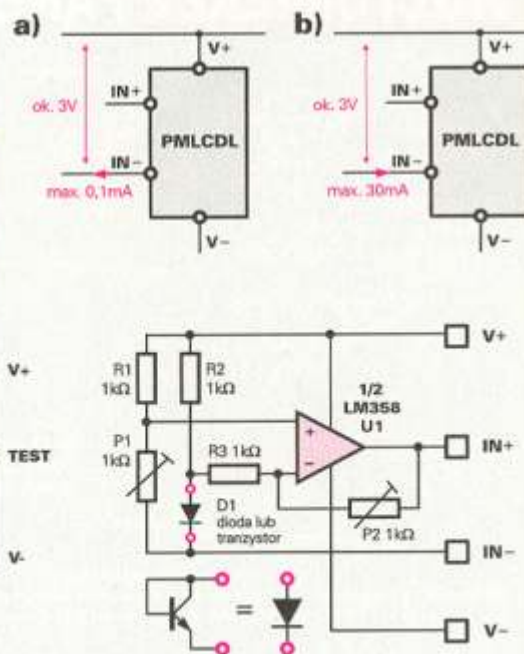 a)
b)
V+
V+
IN+
IN+
ok. 3V
ok. 3V
PMLCDL
PMLCDL
IN-
IN-
max. 0,1mA
max. 30mA
V-
V-
V+
V+
R1
1kΩ
R2
1kΩ
1/2
LM358
U1
P1
1kΩ
+
-
IN+
TEST
R3 1kΩ
D1
dioda lub
tranzystor
P2 1kΩ
V-
IN-
=
V-